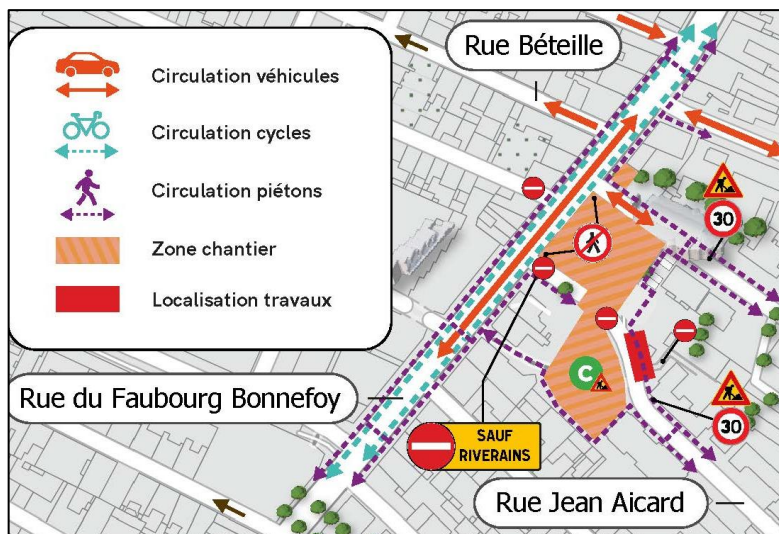 Circulation véhicules
Circulation cycles
Circulation piétons
Zone chantier
Localisation travaux
Rue Béteille
30
C
Rue du Faubourg Bonnefoy
SAUF
RIVERAINS
30
Rue Jean Aicard